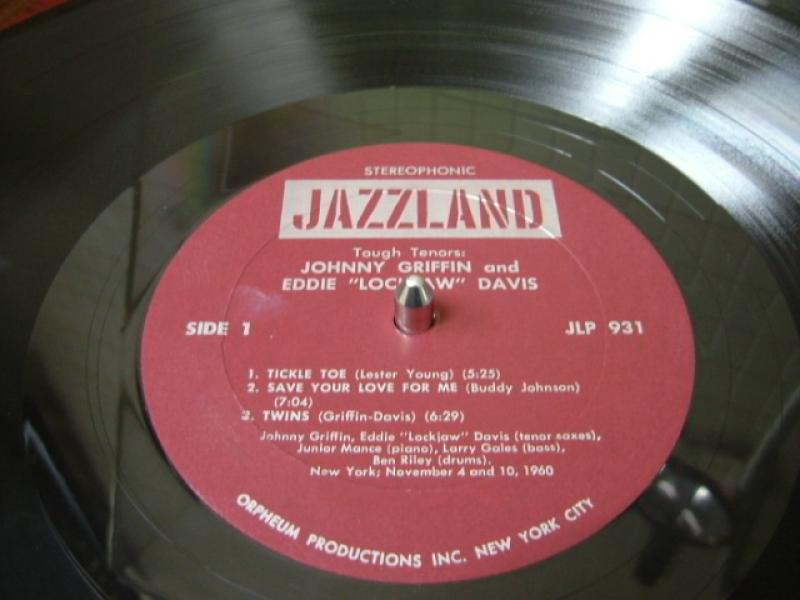 STEREOPHONIC
JAZZLAND
Tough Tenors:
JOHNNY GRIFFIN and
EDDIE "LOCKJAW" DAVIS
SIDE 1 JLP 931
1. TICKLE TOE (Lester Young) (5:25)
2. SAVE YOUR LOVE FOR ME (Buddy Johnson)
(7:04)
3. TWINS (Griffin-Davis) (6:29)
Johnny Griffin, Eddie "Lockjaw" Davis (tenor saxes),
Junior Mance (piano), Larry Gales (bass),
Ben Riley (drums).
New York; November 4 and 10, 1960
ORPHEUM PRODUCTIONS INC. NEW YORK CITY